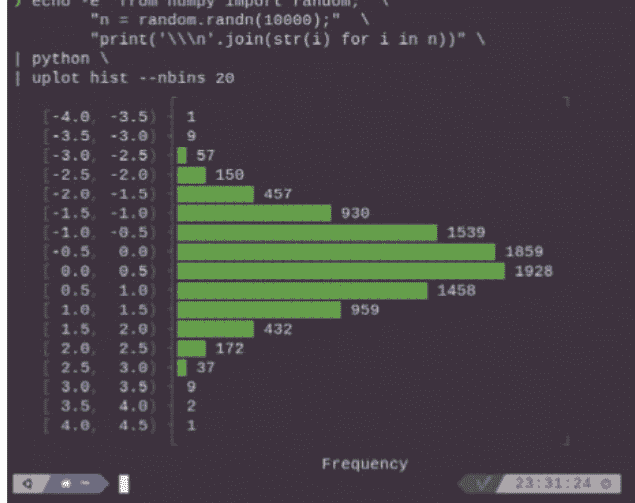 ) echo -e "from numpy import random; " \
"n = random.randn(10000);" \
"print('\\\n'.join(str(i) for i in n))" \
| python \
| uplot hist --nbins 20
[-4.0, -3.5) 1
[-3.5, -3.0) 9
[-3.0, -2.5) 57
[-2.5, -2.0) 150
[-2.0, -1.5) 457
[-1.5, -1.0) 930
[-1.0, -0.5) 1539
[-0.5, 0.0) 1859
[0.0, 0.5) 1928
[0.5, 1.0) 1458
[1.0, 1.5) 959
[1.5, 2.0) 432
[2.0, 2.5) 172
[2.5, 3.0) 37
[3.0, 3.5) 9
[3.5, 4.0) 2
[4.0, 4.5) 1
Frequency
~ 23:31:24